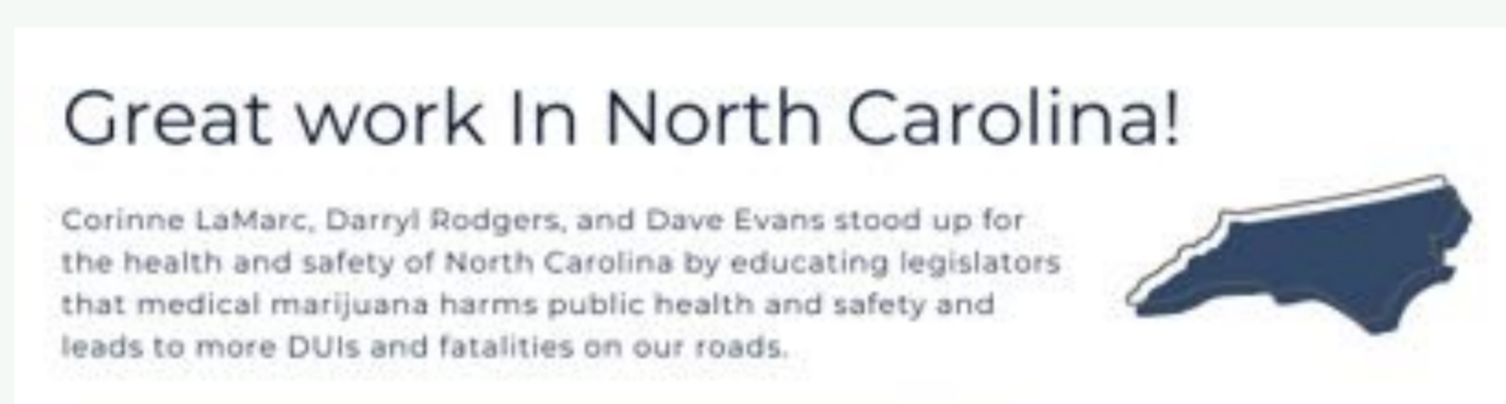 Great work In North Carolina!
Corinne LaMarc, Darryl Rodgers, and Dave Evans stood up for
the health and safety of North Carolina by educating legislators
that medical marijuana harms public health and safety and
leads to more DUIs and fatalities on our roads.